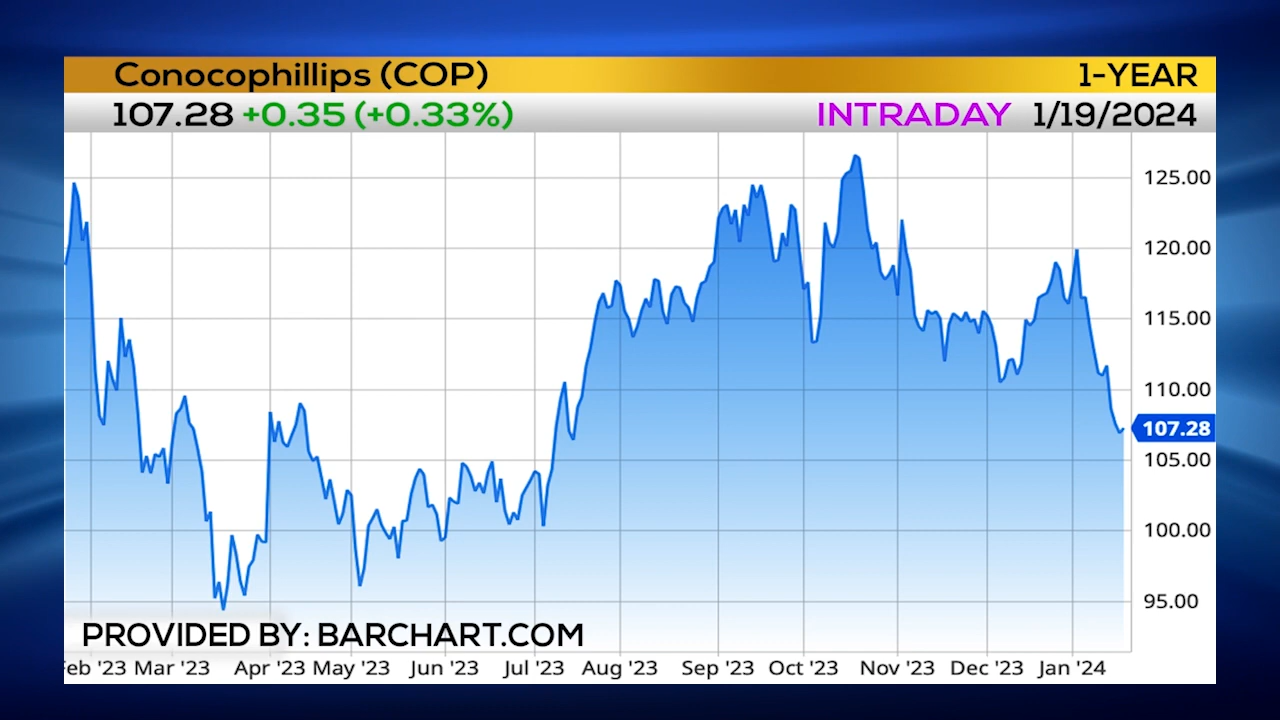 Conocophillips (COP) 1-YEAR
107.28 +0.35 (+0.33%) INTRADAY 1/19/2024
125.00
120.00
115.00
110.00
107.28
105.00
100.00
95.00
PROVIDED BY: BARCHART.COM
Feb '23 Mar '23 Apr '23 May '23 Jun '23 Jul '23 Aug '23 Sep '23 Oct '23 Nov '23 Dec '23 Jan '24